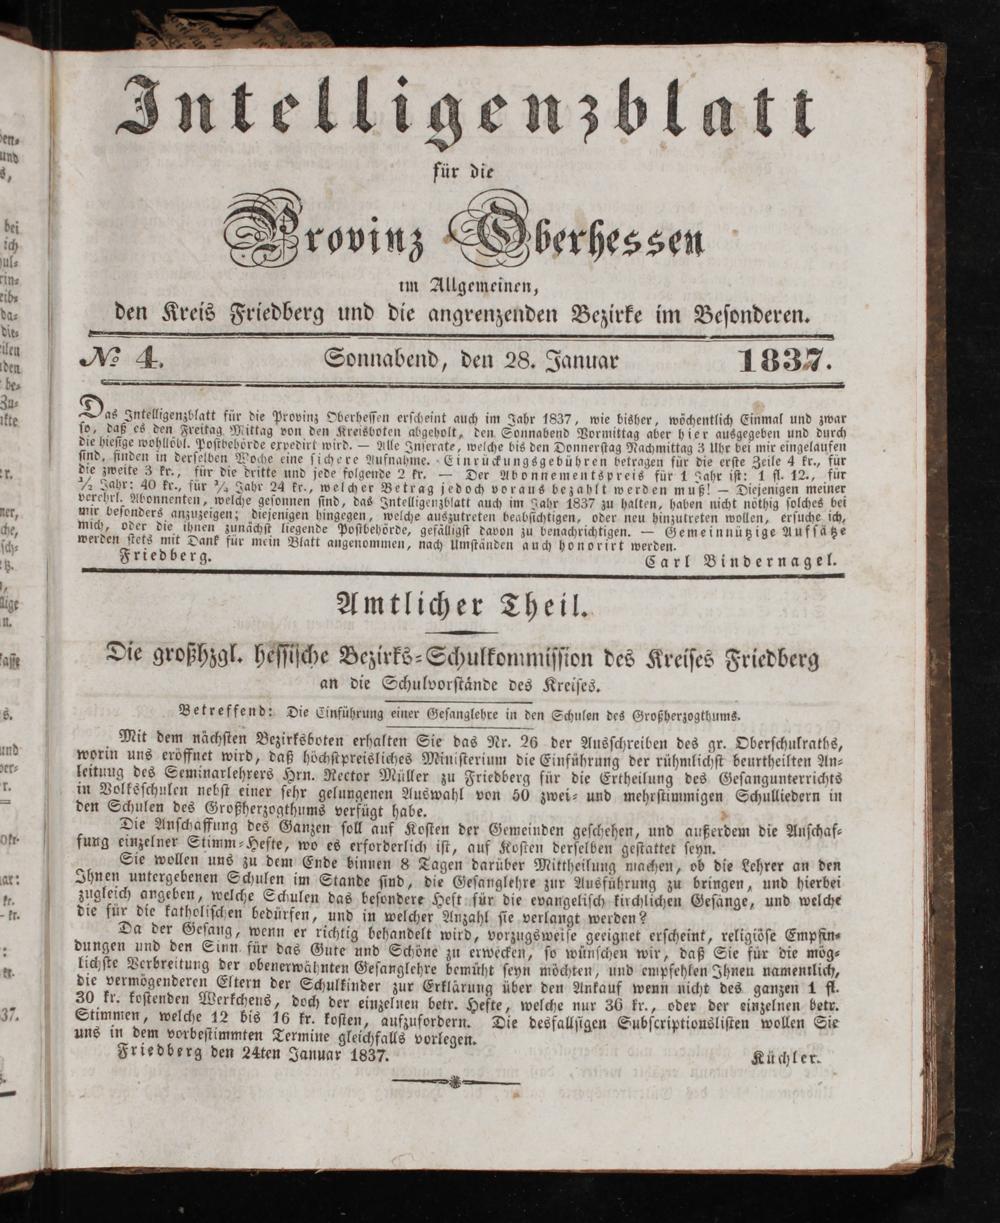 Intelligenzblatt
für die
Provinz Oberhessen
im Allgemeinen,
den Kreis Friedberg und die angrenzenden Bezirke im Besonderen.
No 4. Sonnabend, den 28. Januar 1837.
Das Intelligenzblatt für die Provinz Oberhessen erscheint auch im Jahr 1837, wie bisher, wöchentlich Einmal und zwar
so, daß es den Freitag Mittag von den Kreisboten abgeholt, den Sonnabend Vormittag aber hier ausgegeben und durch
die hiesige wohllöbl. Postbehörde expedirt wird. — Alle Inserate, welche bis den Donnerstag Nachmittag 3 Uhr bei mir eingelaufen
sind, finden in derselben Woche eine sichere Aufnahme. Einrückungsgebühren betragen für die erste Zeile 4 kr., für
die zweite 3 kr., für die dritte und jede folgende 2 kr. — Der Abonnementspreis für 1 Jahr ist: 1 fl. 12., für
½ Jahr: 40 kr., für ¼ Jahr 24 kr., welcher Betrag jedoch voraus bezahlt werden muß! — Diejenigen meiner
verehrl. Abonnenten, welche gesonnen sind, das Intelligenzblatt auch im Jahr 1837 zu halten, haben nicht nöthig solches bei
mir besonders anzuzeigen; diejenigen hingegen, welche auszutreten beabsichtigen, oder neu hinzutreten wollen, ersuche ich,
mich, oder die ihnen zunächst liegende Postbehörde, gefälligst davon zu benachrichtigen. — Gemeinnützige Aufsätze
werden stets mit Dank für mein Blatt angenommen, nach Umständen auch honorirt werden.
Friedberg. Carl Bindernagel.
Amtlicher Theil.
Die großhzgl. hessische Bezirks-Schulkommission des Kreises Friedberg
an die Schulvorstände des Kreises.
Betreffend: Die Einführung einer Gesanglehre in den Schulen des Großherzogthums.
Mit dem nächsten Bezirksboten erhalten Sie das Nr. 26 der Ausschreiben des gr. Oberschulraths,
worin uns eröffnet wird, daß höchstpreisliches Ministerium die Einführung der rühmlichst beurtheilten An-
leitung des Seminarlehrers Hrn. Rector Müller zu Friedberg für die Ertheilung des Gesangunterrichts
in Volksschulen nebst einer sehr gelungenen Auswahl von 50 zwei- und mehrstimmigen Schulliedern in
den Schulen des Großherzogthums verfügt habe.
Die Anschaffung des Ganzen soll auf Kosten der Gemeinden geschehen, und außerdem die Anschaf-
fung einzelner Stimm-Hefte, wo es erforderlich ist, auf Kosten derselben gestattet seyn.
Sie wollen uns zu dem Ende binnen 8 Tagen darüber Mittheilung machen, ob die Lehrer an den
Ihnen untergebenen Schulen im Stande sind, die Gesanglehre zur Ausführung zu bringen, und hierbei
zugleich angeben, welche Schulen das besondere Heft für die evangelisch kirchlichen Gesänge, und welche
die für die katholischen bedürfen, und in welcher Anzahl sie verlangt werden?
Da der Gesang, wenn er richtig behandelt wird, vorzugsweise geeignet erscheint, religiöse Empfin-
dungen und den Sinn für das Gute und Schöne zu erwecken, so wünschen wir, daß Sie für die mög-
lichste Verbreitung der obenerwähnten Gesanglehre bemüht seyn möchten, und empfehlen Ihnen namentlich,
die vermögenderen Eltern der Schulkinder zur Erklärung über den Ankauf wenn nicht des ganzen 1 fl.
30 kr. kostenden Werkchens, doch der einzelnen betr. Hefte, welche nur 36 kr., oder der einzelnen betr.
Stimmen, welche 12 bis 16 kr. kosten, aufzufordern. Die desfallsigen Subscriptionslisten wollen Sie
uns in dem vorbestimmten Termine gleichfalls vorlegen.
Friedberg den 24ten Januar 1837. Küchler.